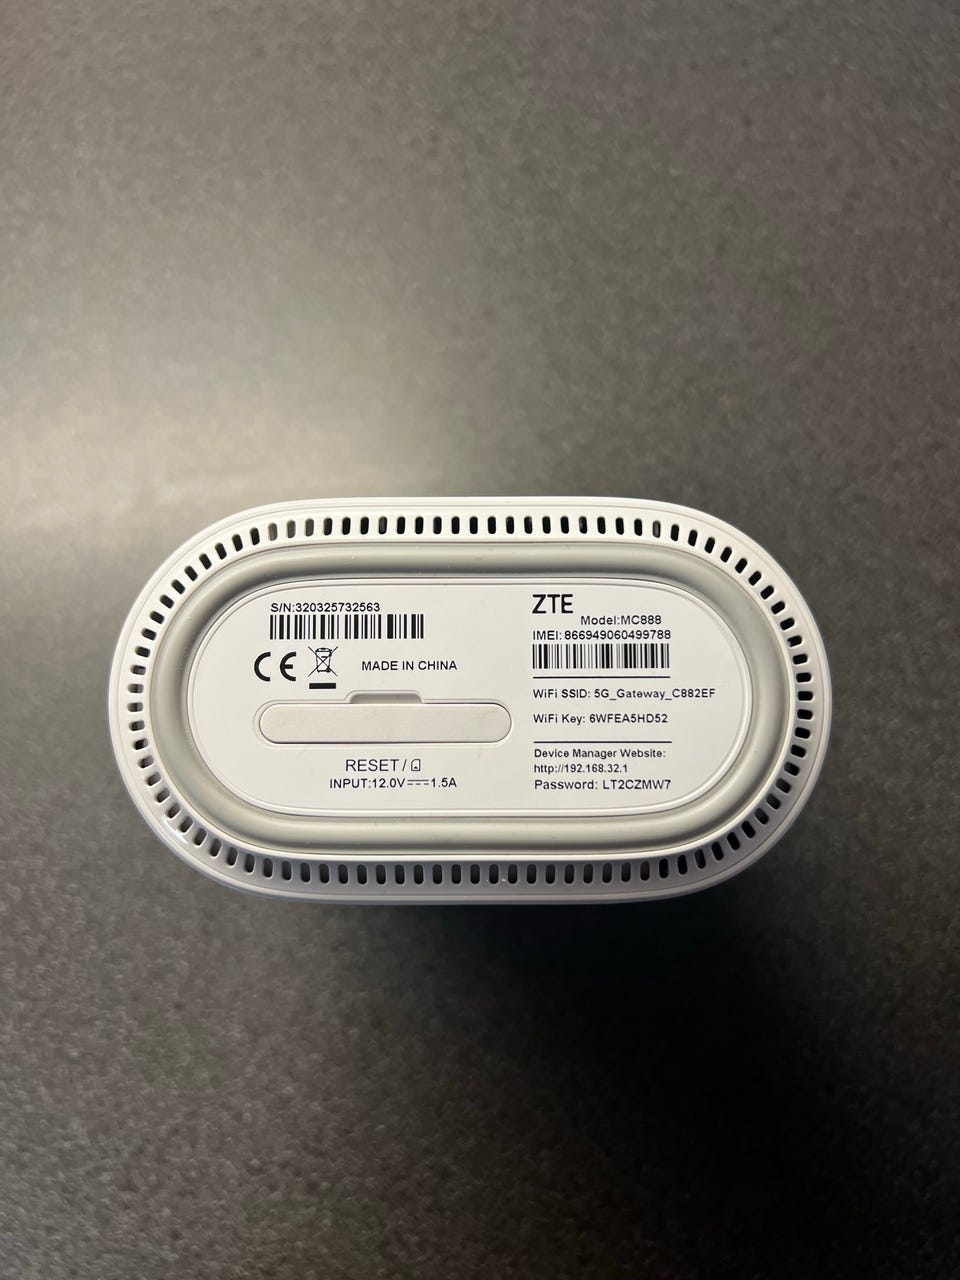 S/N:320325732563
CE
MADE IN CHINA
RESET /
INPUT:12.0V⎓1.5A
ZTE
Model:MC888
IMEI: 866949060499788
WiFi SSID: 5G_Gateway_C882EF
WiFi Key: 6WFEA5HD52
Device Manager Website:
http://192.168.32.1
Password: LT2CZMW7